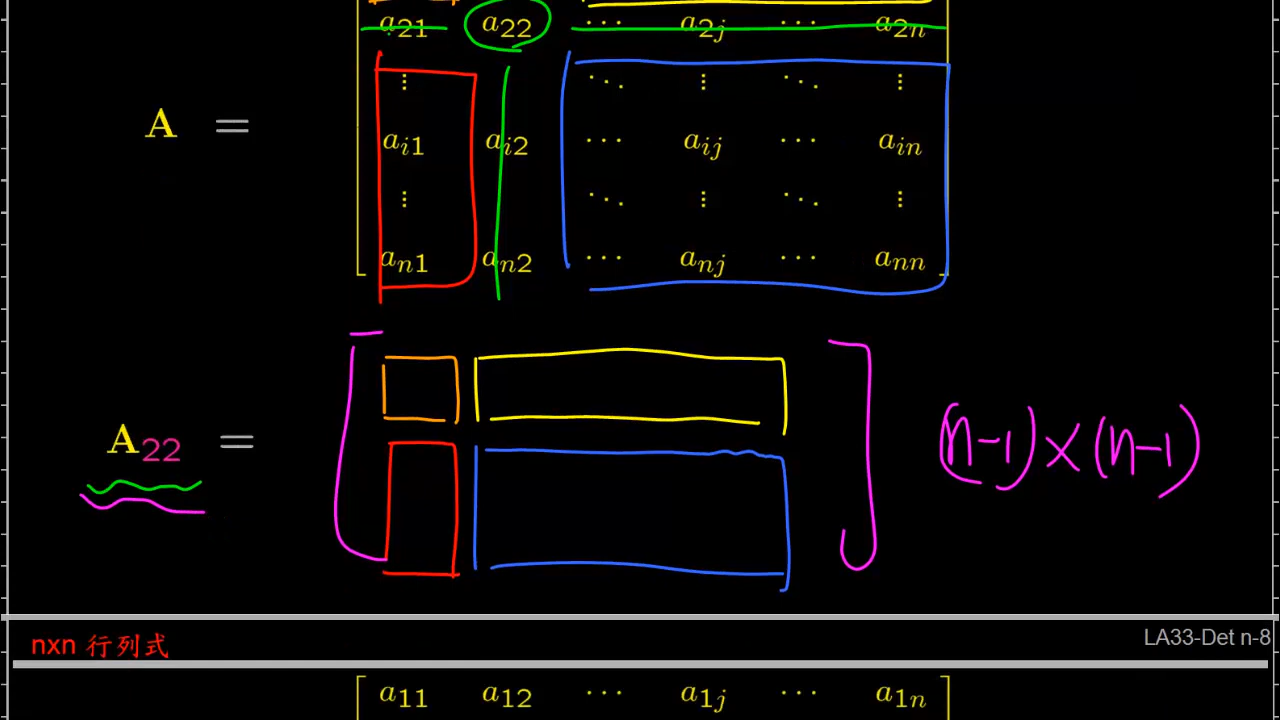 a21 a22 ⋯ a2j ⋯ a2n
⋮ ⋱ ⋮ ⋱ ⋮
A = ai1 ai2 ⋯ aij ⋯ ain
⋮ ⋱ ⋮ ⋱ ⋮
an1 an2 ⋯ anj ⋯ ann
A22 = (n-1)×(n-1)
nxn 行列式 LA33-Det n-8
a11 a12 ⋯ a1j ⋯ a1n